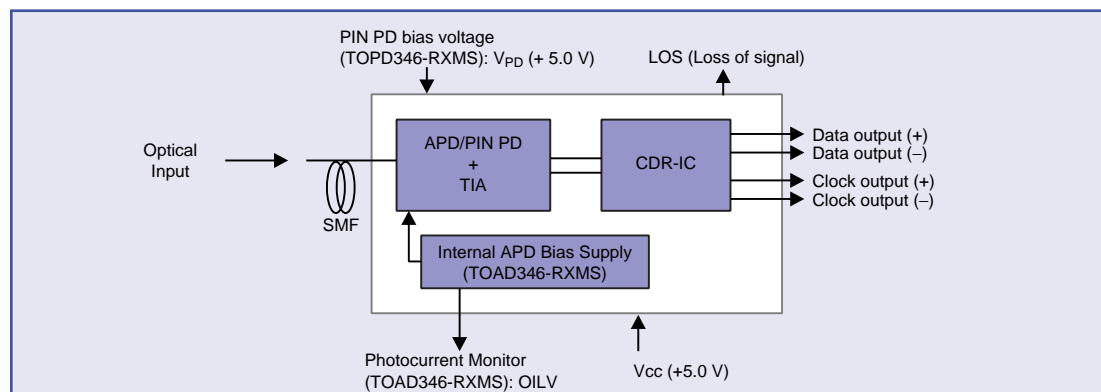 PIN PD bias voltage
(TOPD346-RXMS): VPD (+ 5.0 V)
LOS (Loss of signal)
Optical
Input
SMF
APD/PIN PD
+
TIA
CDR-IC
Data output (+)
Data output (−)
Clock output (+)
Clock output (−)
Internal APD Bias Supply
(TOAD346-RXMS)
Photocurrent Monitor
(TOAD346-RXMS): OILV
Vcc (+5.0 V)